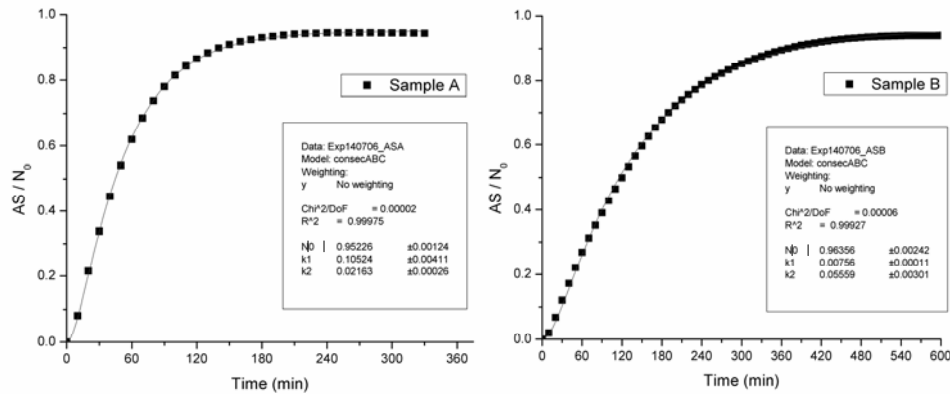 1.0
0.8
0.6
0.4
0.2
0.0
AS / N0
0 60 120 180 240 300 360
Time (min)
Sample A
Data: Exp140706_ASA
Model: consecABC
Weighting:
y No weighting
Chi^2/DoF = 0.00002
R^2 = 0.99975
N0 0.95226 ±0.00124
k1 0.10524 ±0.00411
k2 0.02163 ±0.00026
1.0
0.8
0.6
0.4
0.2
0.0
AS / N0
0 60 120 180 240 300 360 420 480 540 600
Time (min)
Sample B
Data: Exp140706_ASB
Model: consecABC
Weighting:
y No weighting
Chi^2/DoF = 0.00006
R^2 = 0.99927
N0 0.96356 ±0.00242
k1 0.00756 ±0.00011
k2 0.05559 ±0.00301